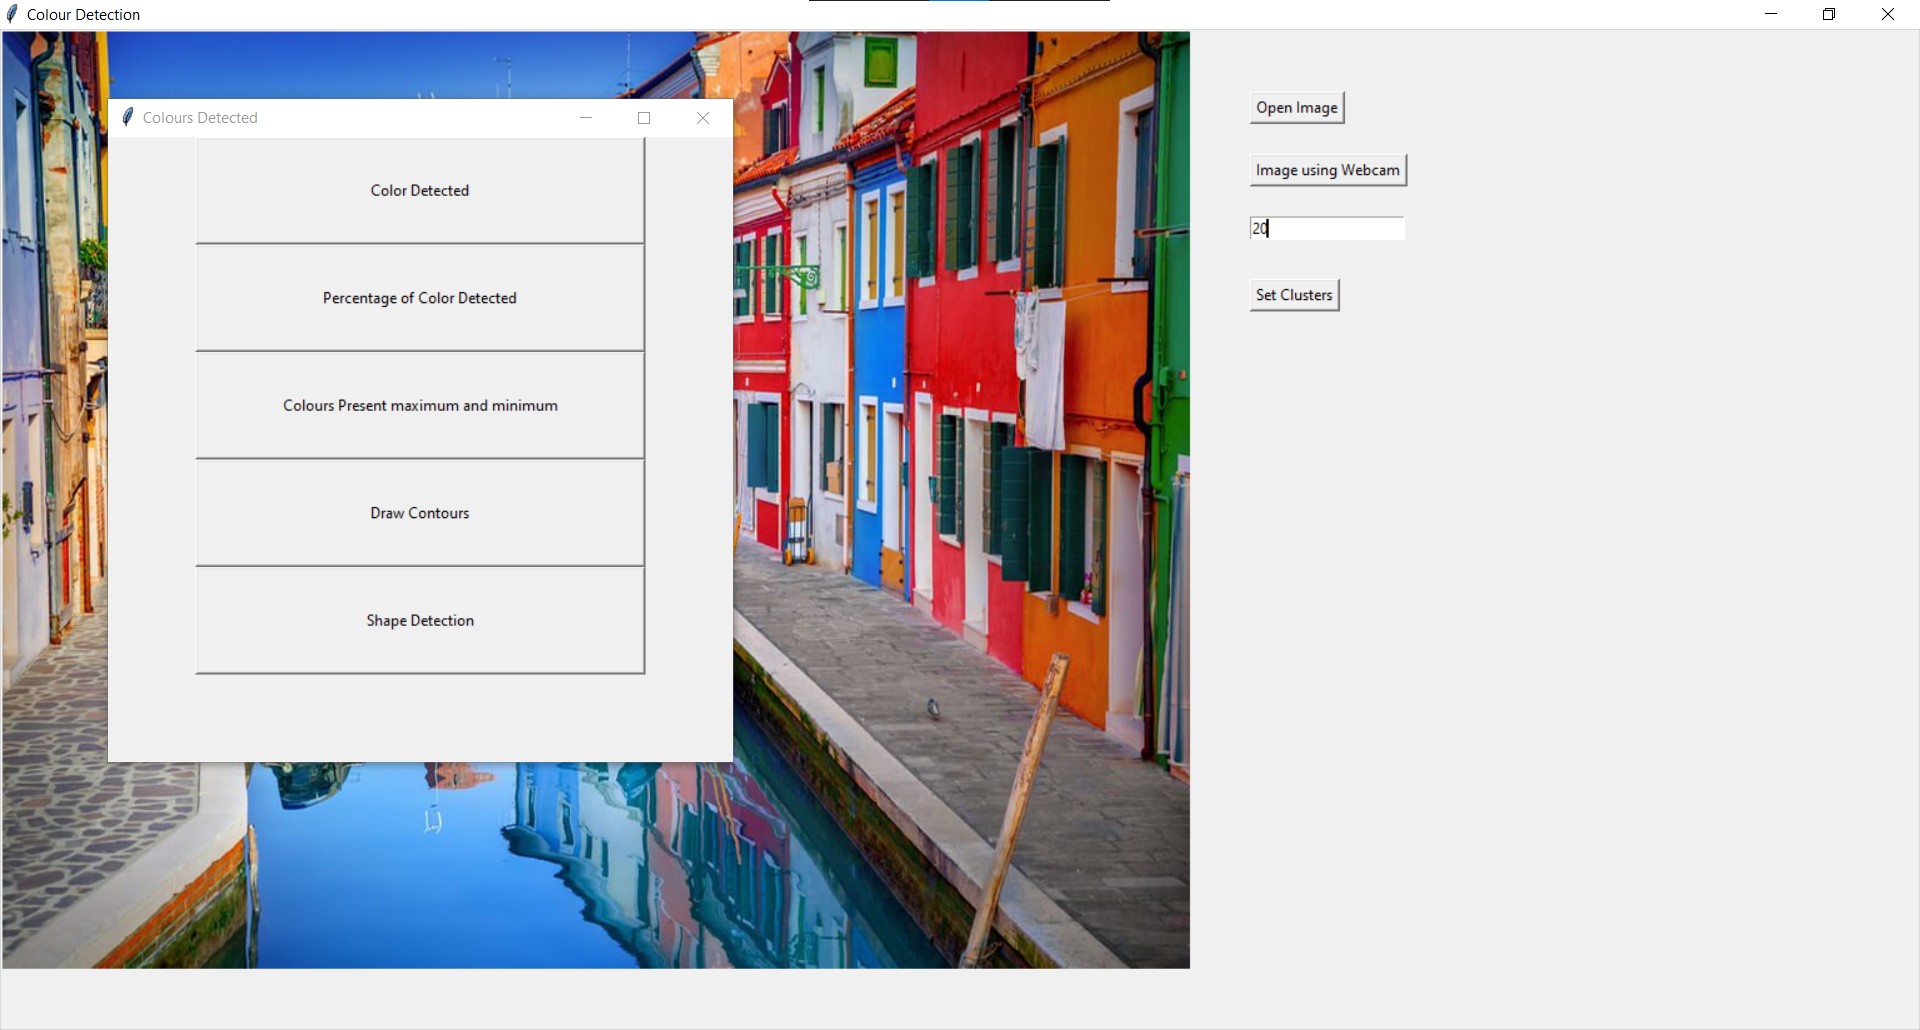 Colour Detection
Colours Detected
Color Detected
Percentage of Color Detected
Colours Present maximum and minimum
Draw Contours
Shape Detection
Open Image
Image using Webcam
20
Set Clusters